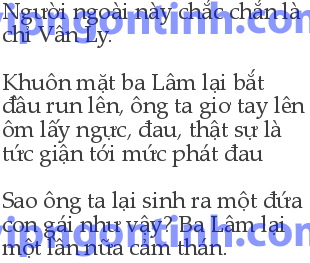 Người ngoài này chắc chắn là
chỉ Vân Ly.
Khuôn mặt ba Lâm lại bắt
đầu run lên, ông ta giơ tay lên
ôm lấy ngực, đau, thật sự là
tức giận tới mức phát đau
Sao ông ta lại sinh ra một đứa
con gái như vậy? Ba Lâm lại
một lần nữa cảm thán.